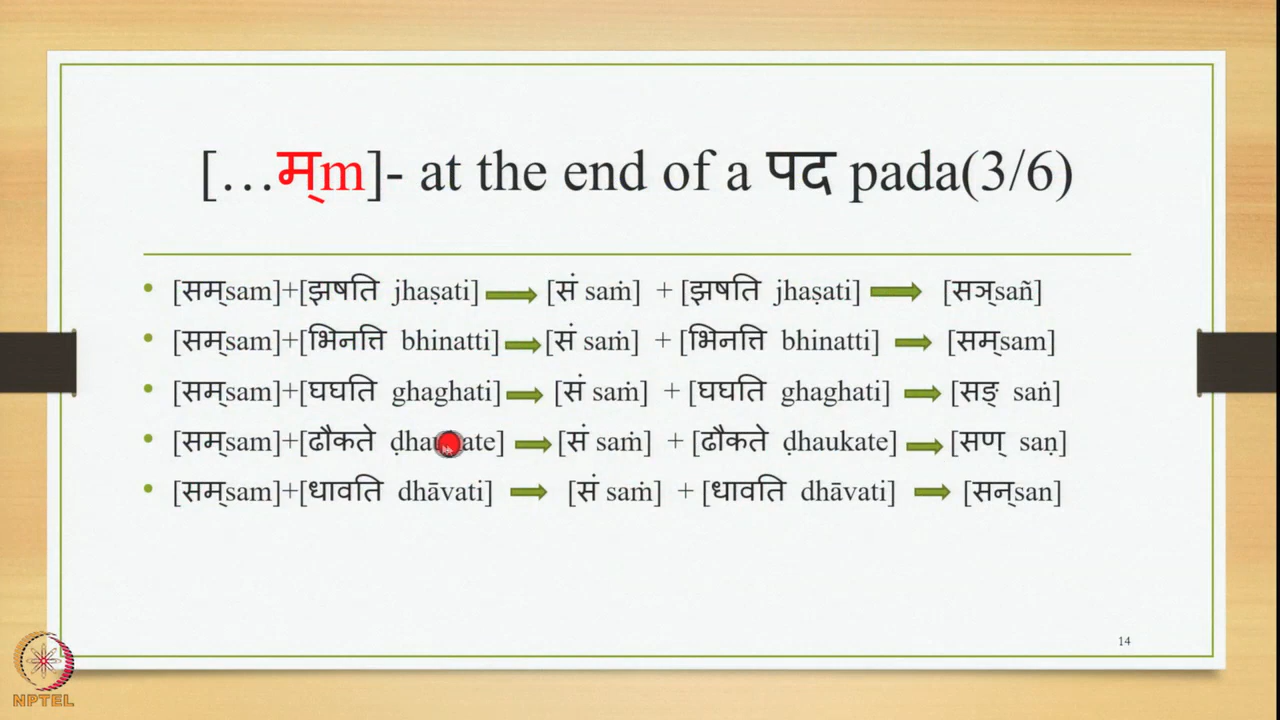 […म्m]- at the end of a पद pada(3/6)
• [सम्sam]+[झषति jhaṣati] → [सं saṁ] + [झषति jhaṣati] → [सञ्sañ]
• [सम्sam]+[भिनत्ति bhinatti] → [सं saṁ] + [भिनत्ति bhinatti] → [सम्sam]
• [सम्sam]+[घघति ghaghati] → [सं saṁ] + [घघति ghaghati] → [सङ् saṅ]
• [सम्sam]+[ढौकते ḍhaukate] → [सं saṁ] + [ढौकते ḍhaukate] → [सण् saṇ]
• [सम्sam]+[धावति dhāvati] → [सं saṁ] + [धावति dhāvati] → [सन्san]
14
NPTEL